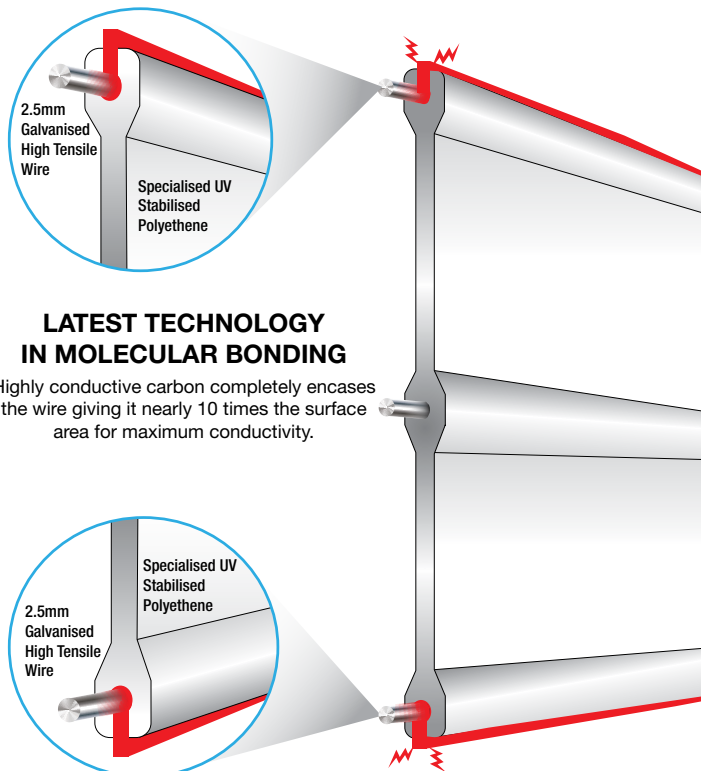 2.5mm
Galvanised
High Tensile
Wire
Specialised UV
Stabilised
Polyethene
LATEST TECHNOLOGY
IN MOLECULAR BONDING
Highly conductive carbon completely encases
the wire giving it nearly 10 times the surface
area for maximum conductivity.
Specialised UV
Stabilised
Polyethene
2.5mm
Galvanised
High Tensile
Wire